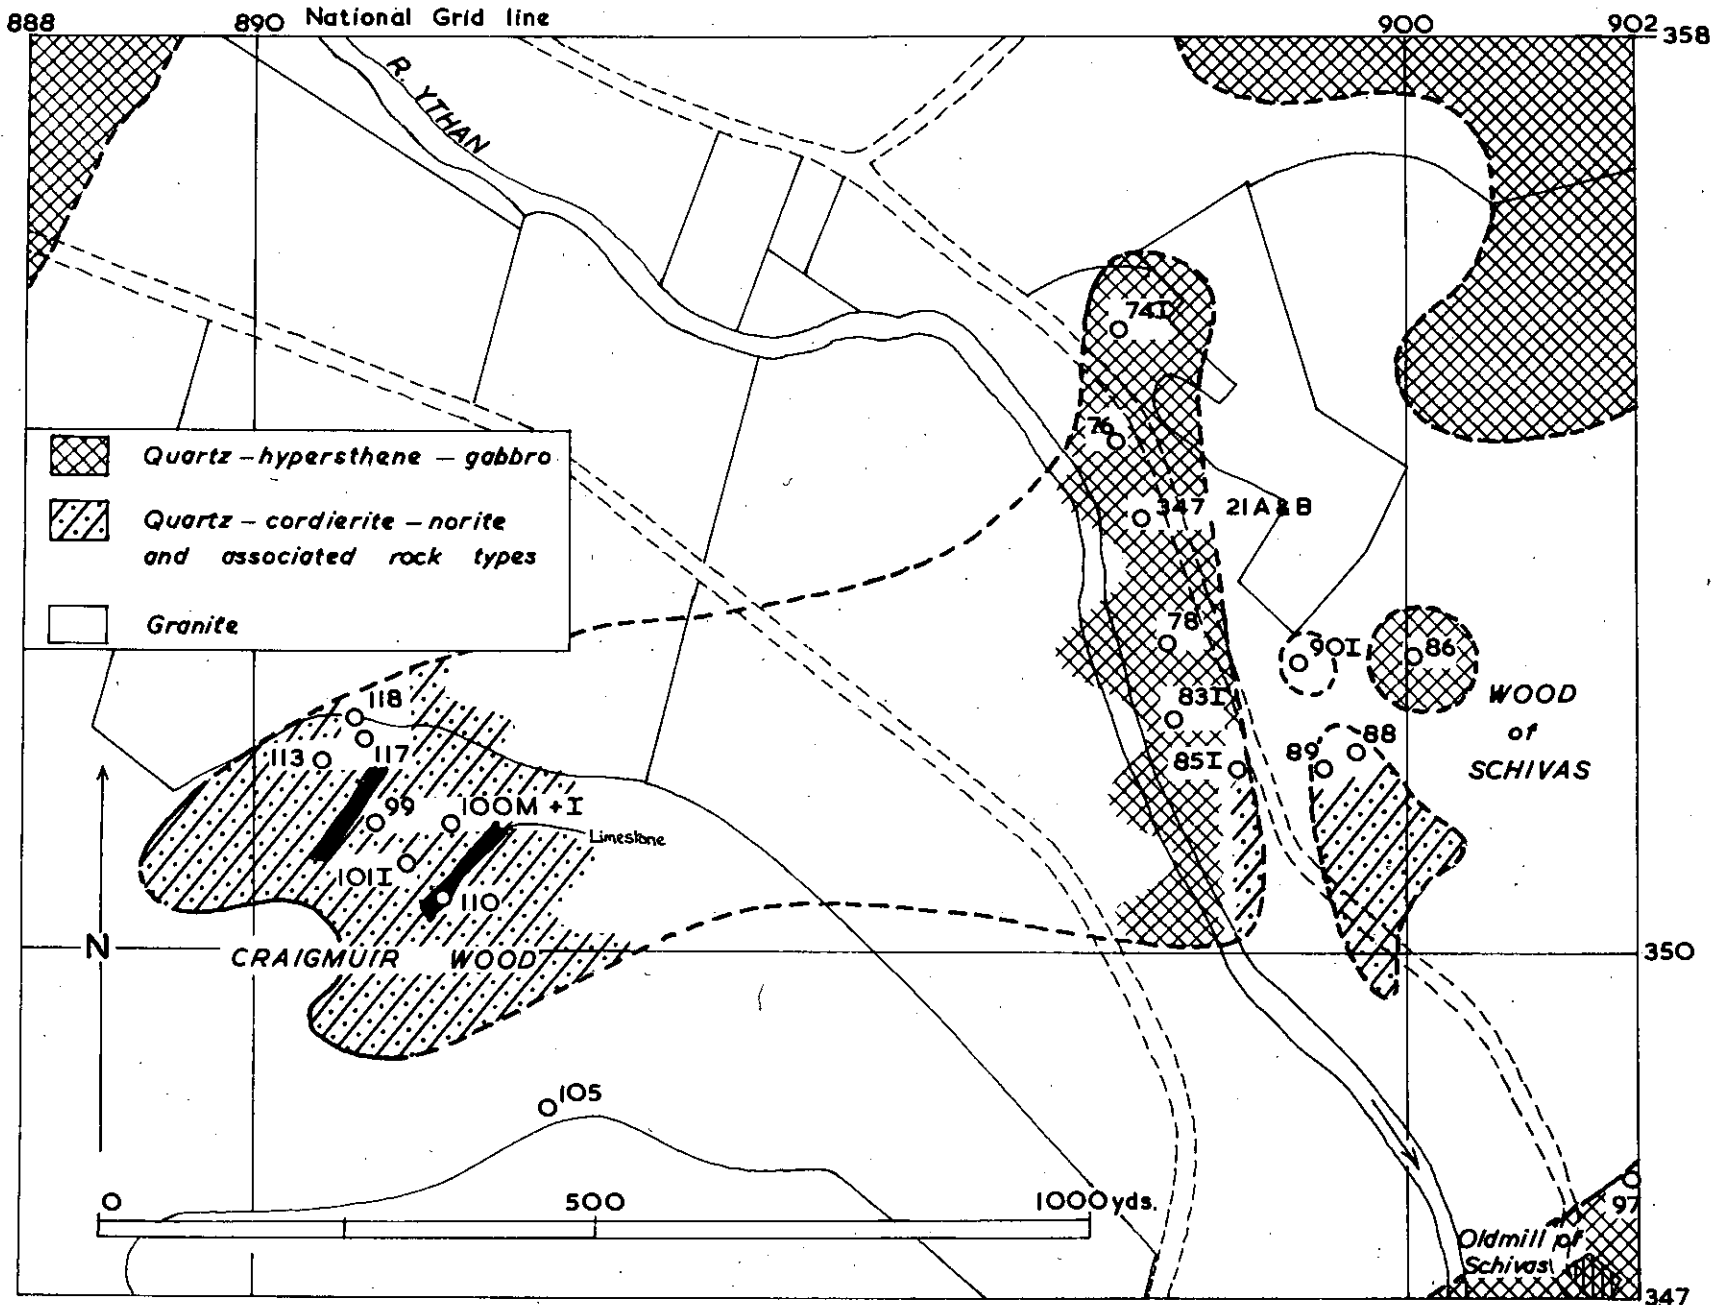 888
890 National Grid line
900
902
358
R. YTHAN
74I
76
347 21A&B
78
83I
85I
90I
86
88
89
WOOD
of
SCHIVAS
Quartz-hypersthene-gabbro
Quartz-cordierite-norite
and associated rock types
Granite
118
117
113
99
100M+I
Limestone
101I
110
N
CRAIGMUIR WOOD
350
105
0 500 1000yds.
97
Oldmill of
Schivas
347